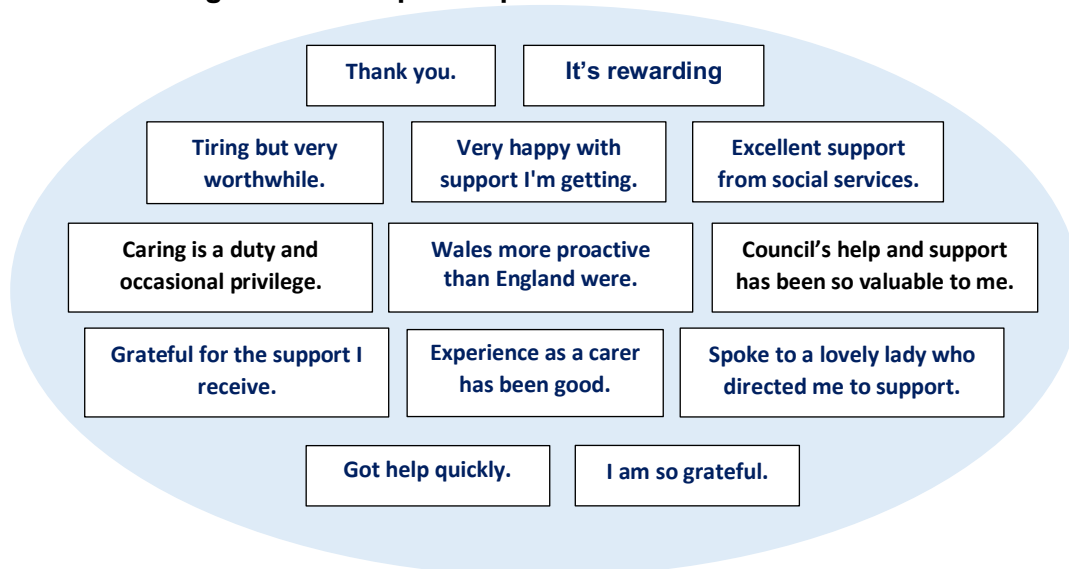 Thank you.
It's rewarding
Tiring but very
worthwhile.
Very happy with
support I'm getting.
Excellent support
from social services.
Caring is a duty and
occasional privilege.
Wales more proactive
than England were.
Council's help and support
has been so valuable to me.
Grateful for the support I
receive.
Experience as a carer
has been good.
Spoke to a lovely lady who
directed me to support.
Got help quickly.
I am so grateful.